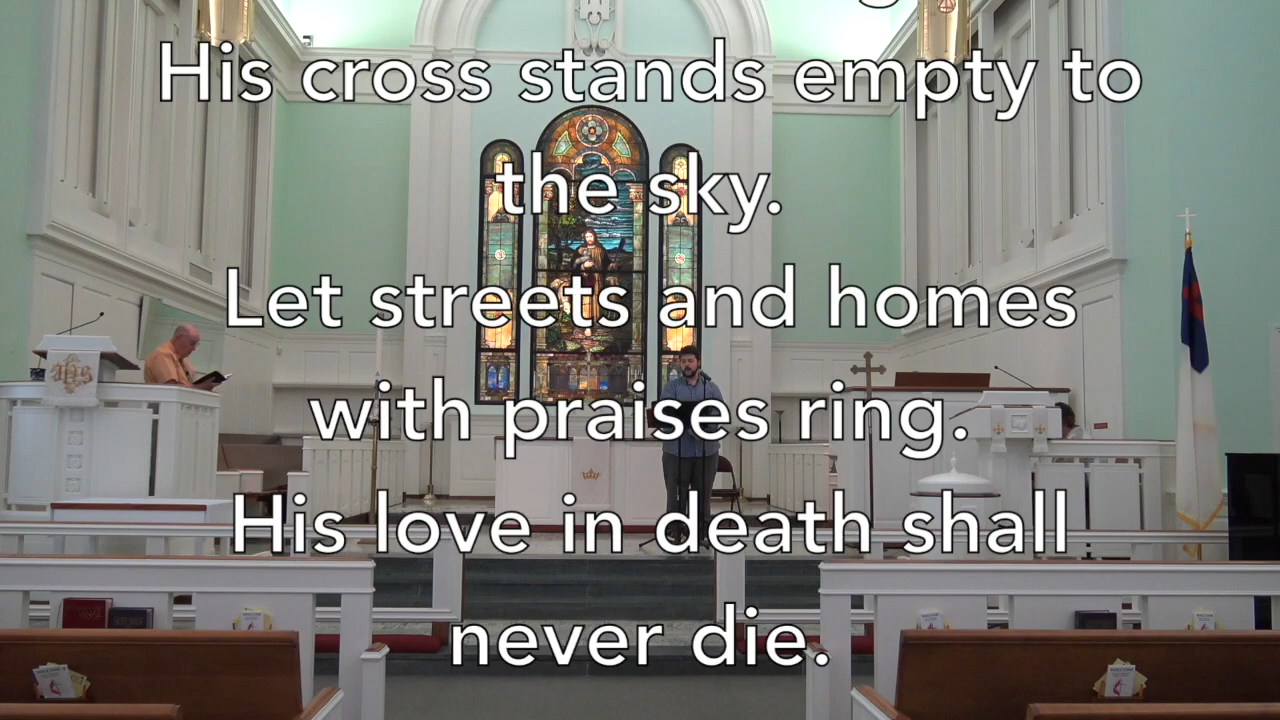 His cross stands empty to
the sky.
Let streets and homes
with praises ring.
His love in death shall
never die.